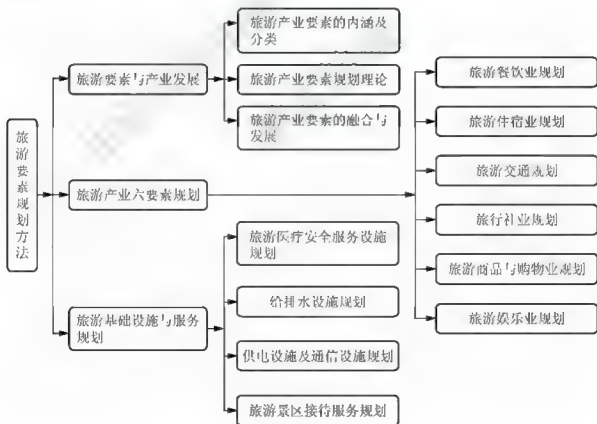 旅游要素规划方法
旅游要素与产业发展
旅游产业六要素规划
旅游基础设施与服务
规划
旅游产业要素的内涵及
分类
旅游产业要素规划理论
旅游产业要素的融合与
发展
旅游医疗安全服务设施
规划
给排水设施规划
供电设施及通信设施规划
旅游景区接待服务规划
旅游餐饮业规划
旅游住宿业规划
旅游交通规划
旅行社业规划
旅游商品与购物业规划
旅游娱乐业规划